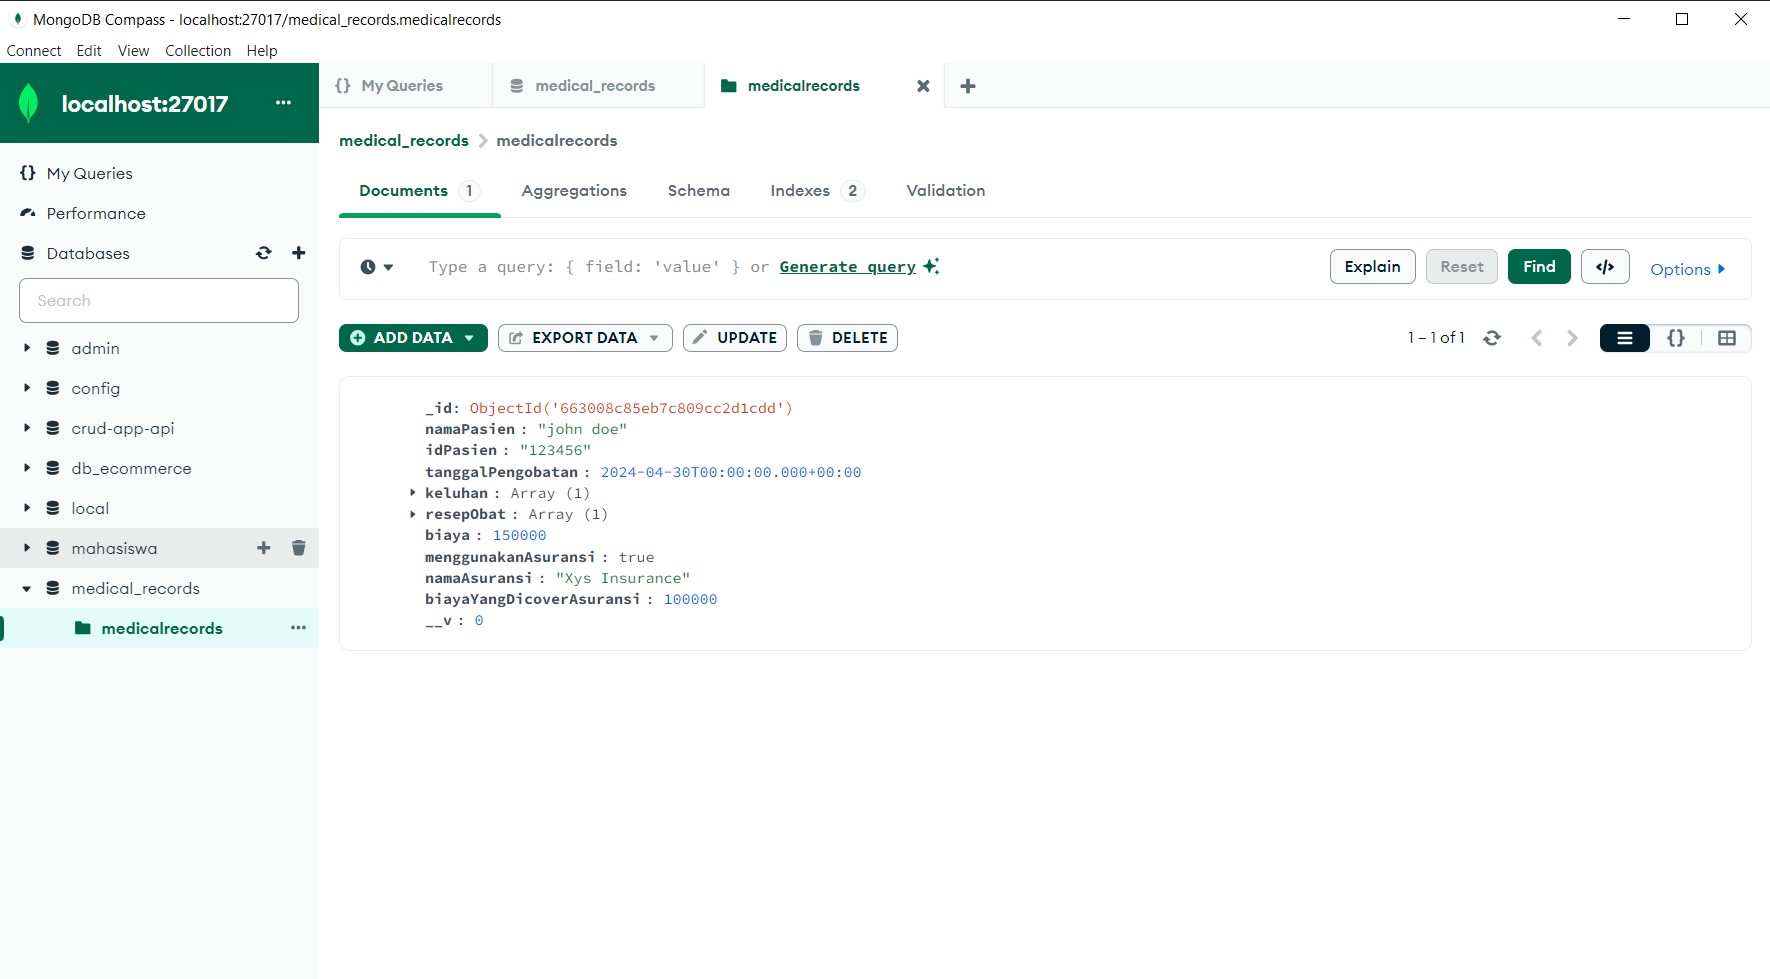 MongoDB Compass - localhost:27017/medical_records.medicalrecords
Connect Edit View Collection Help
localhost:27017 ...
{} My Queries
Performance
Databases
Search
admin
config
crud-app-api
db_ecommerce
local
mahasiswa
medical_records
medicalrecords ...
{} My Queries medical_records medicalrecords
medical_records > medicalrecords
Documents 1 Aggregations Schema Indexes 2 Validation
Type a query: { field: 'value' } or Generate query
Explain Reset Find </> Options
ADD DATA EXPORT DATA UPDATE DELETE 1 – 1 of 1 {}
_id: ObjectId('663008c85eb7c809cc2d1cdd')
namaPasien : "john doe"
idPasien : "123456"
tanggalPengobatan : 2024-04-30T00:00:00.000+00:00
keluhan : Array (1)
resepObat : Array (1)
biaya : 150000
menggunakanAsuransi : true
namaAsuransi : "Xys Insurance"
biayaYangDicoverAsuransi : 100000
__v : 0